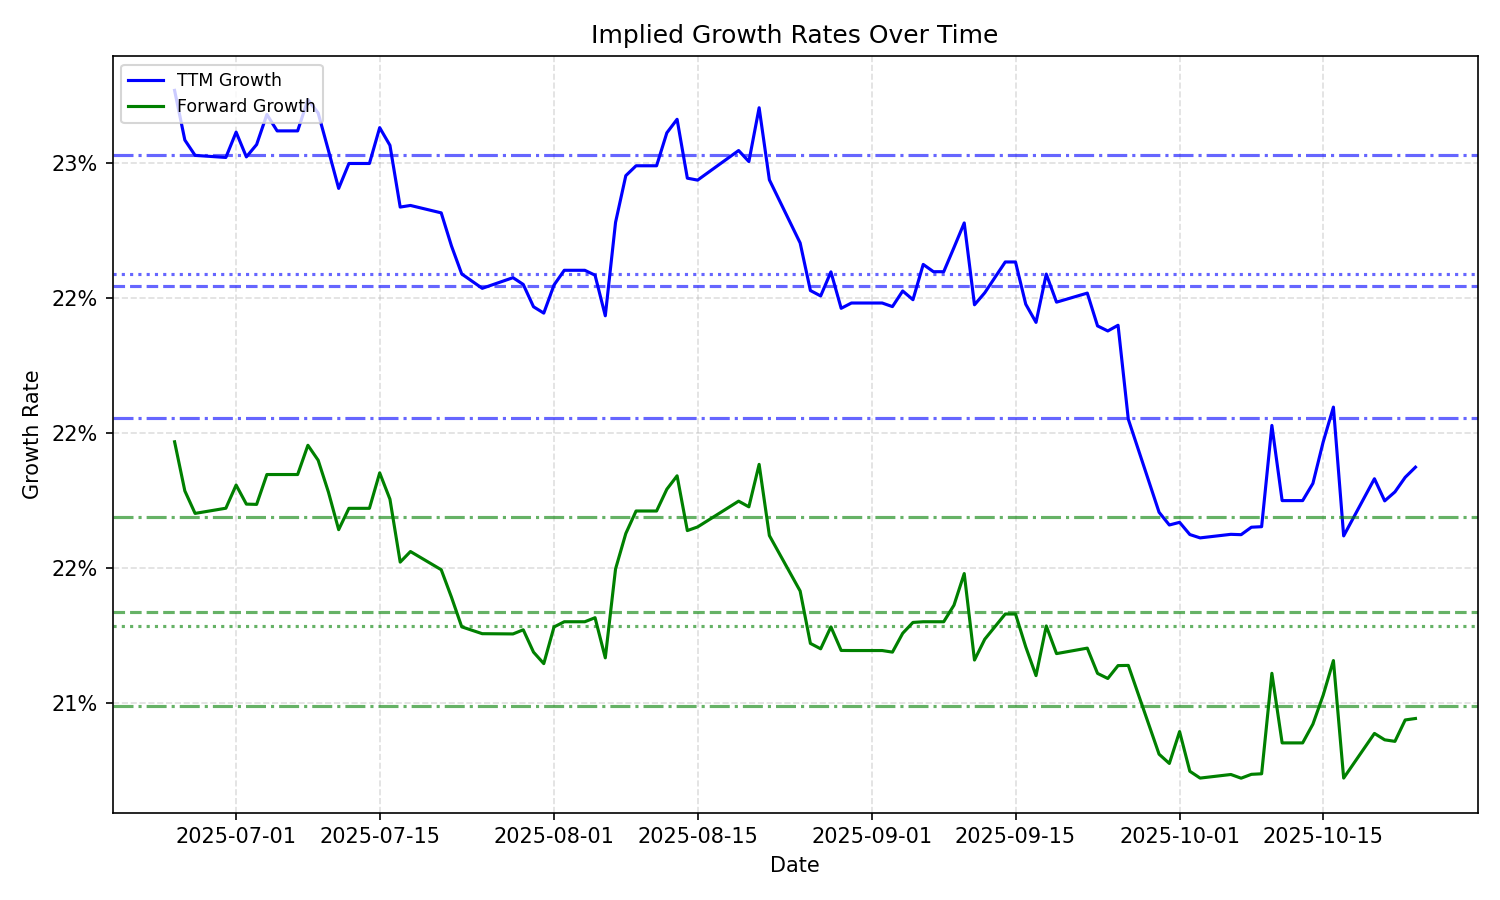 Implied Growth Rates Over Time
TTM Growth
Forward Growth
Growth Rate
23%
22%
22%
22%
21%
2025-07-01
2025-07-15
2025-08-01
2025-08-15
2025-09-01
2025-09-15
2025-10-01
2025-10-15
Date